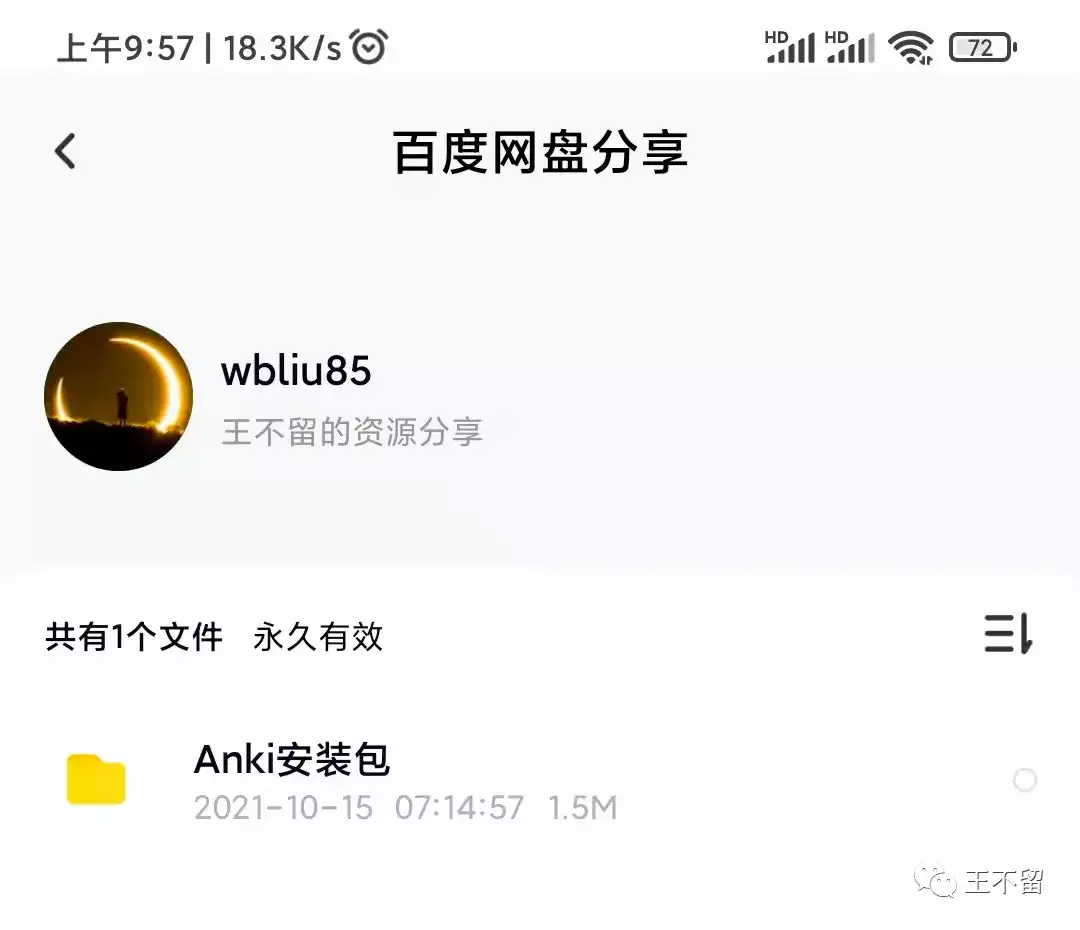 上午9:57 | 18.3K/s
HD HD 72
百度网盘分享
wbliu85
王不留的资源分享
共有1个文件 永久有效
Anki安装包
2021-10-15 07:14:57 1.5M
王不留